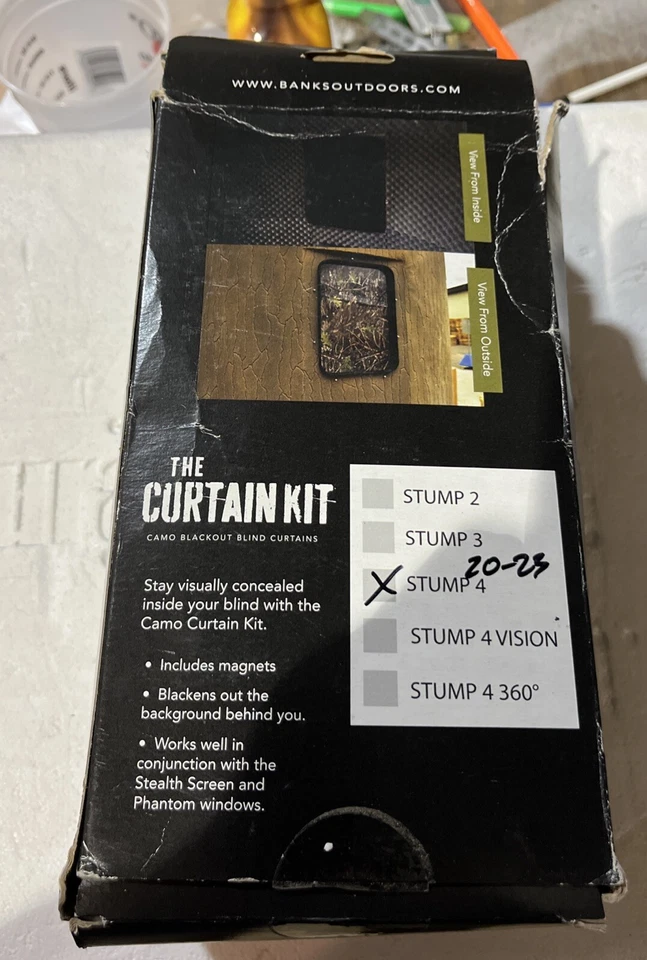 WWW.BANKSOUTDOORS.COM
View From Inside
View From Outside
THE
CURTAIN KIT
CAMO BLACKOUT BLIND CURTAINS
Stay visually concealed
inside your blind with the
Camo Curtain Kit.
• Includes magnets
• Blackens out the
background behind you.
• Works well in
conjunction with the
Stealth Screen and
Phantom windows.
STUMP 2
STUMP 3
20-23
X STUMP 4
STUMP 4 VISION
STUMP 4 360°